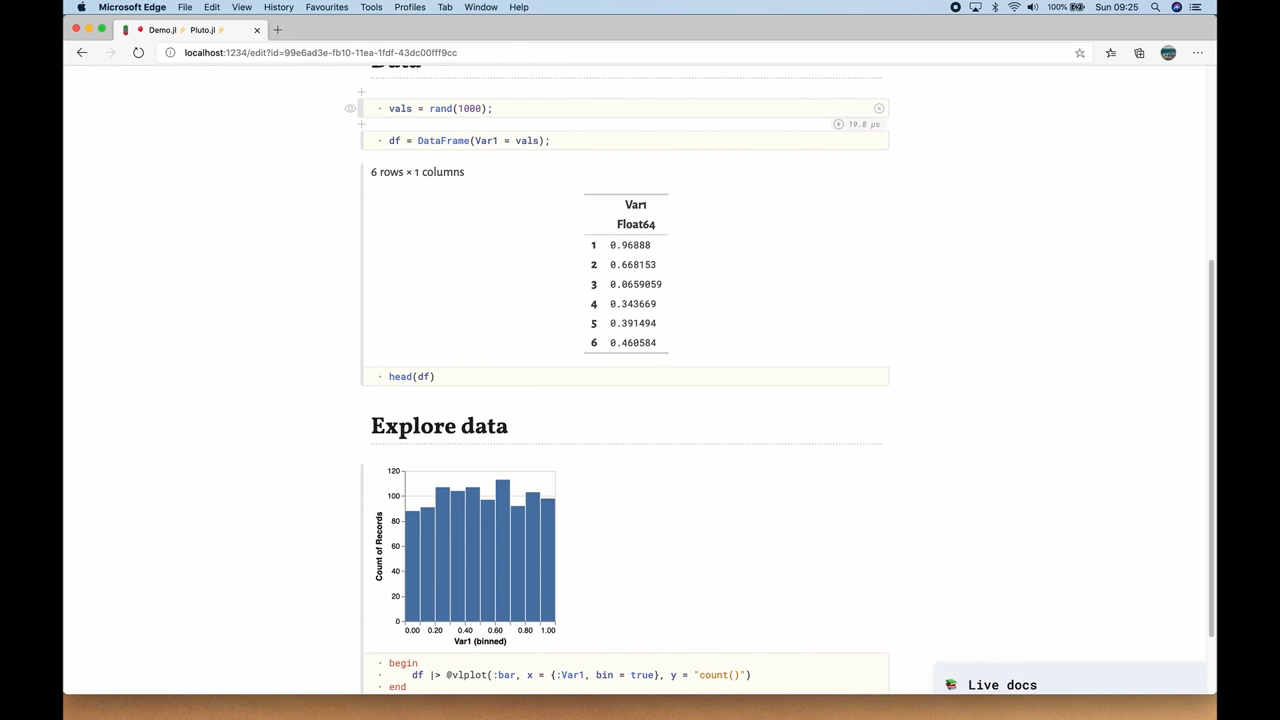 Microsoft Edge File Edit View History Favourites Tools Profiles Tab Window Help 100% Sun 09:25
Demo.jl⚡ Pluto.jl⚡
localhost:1234/edit?id=99e6ad3e-fb10-11ea-1fdf-43dc00fff9cc
Data
vals = rand(1000);
19.8 μs
df = DataFrame(Var1 = vals);
6 rows × 1 columns
Var1
Float64
1 0.96888
2 0.668153
3 0.0659059
4 0.343669
5 0.391494
6 0.460584
head(df)
Explore data
120
100
80
60
40
20
0
Count of Records
0.00 0.20 0.40 0.60 0.80 1.00
Var1 (binned)
begin
df |> @vlplot(:bar, x = {:Var1, bin = true}, y = "count()")
end
Live docs